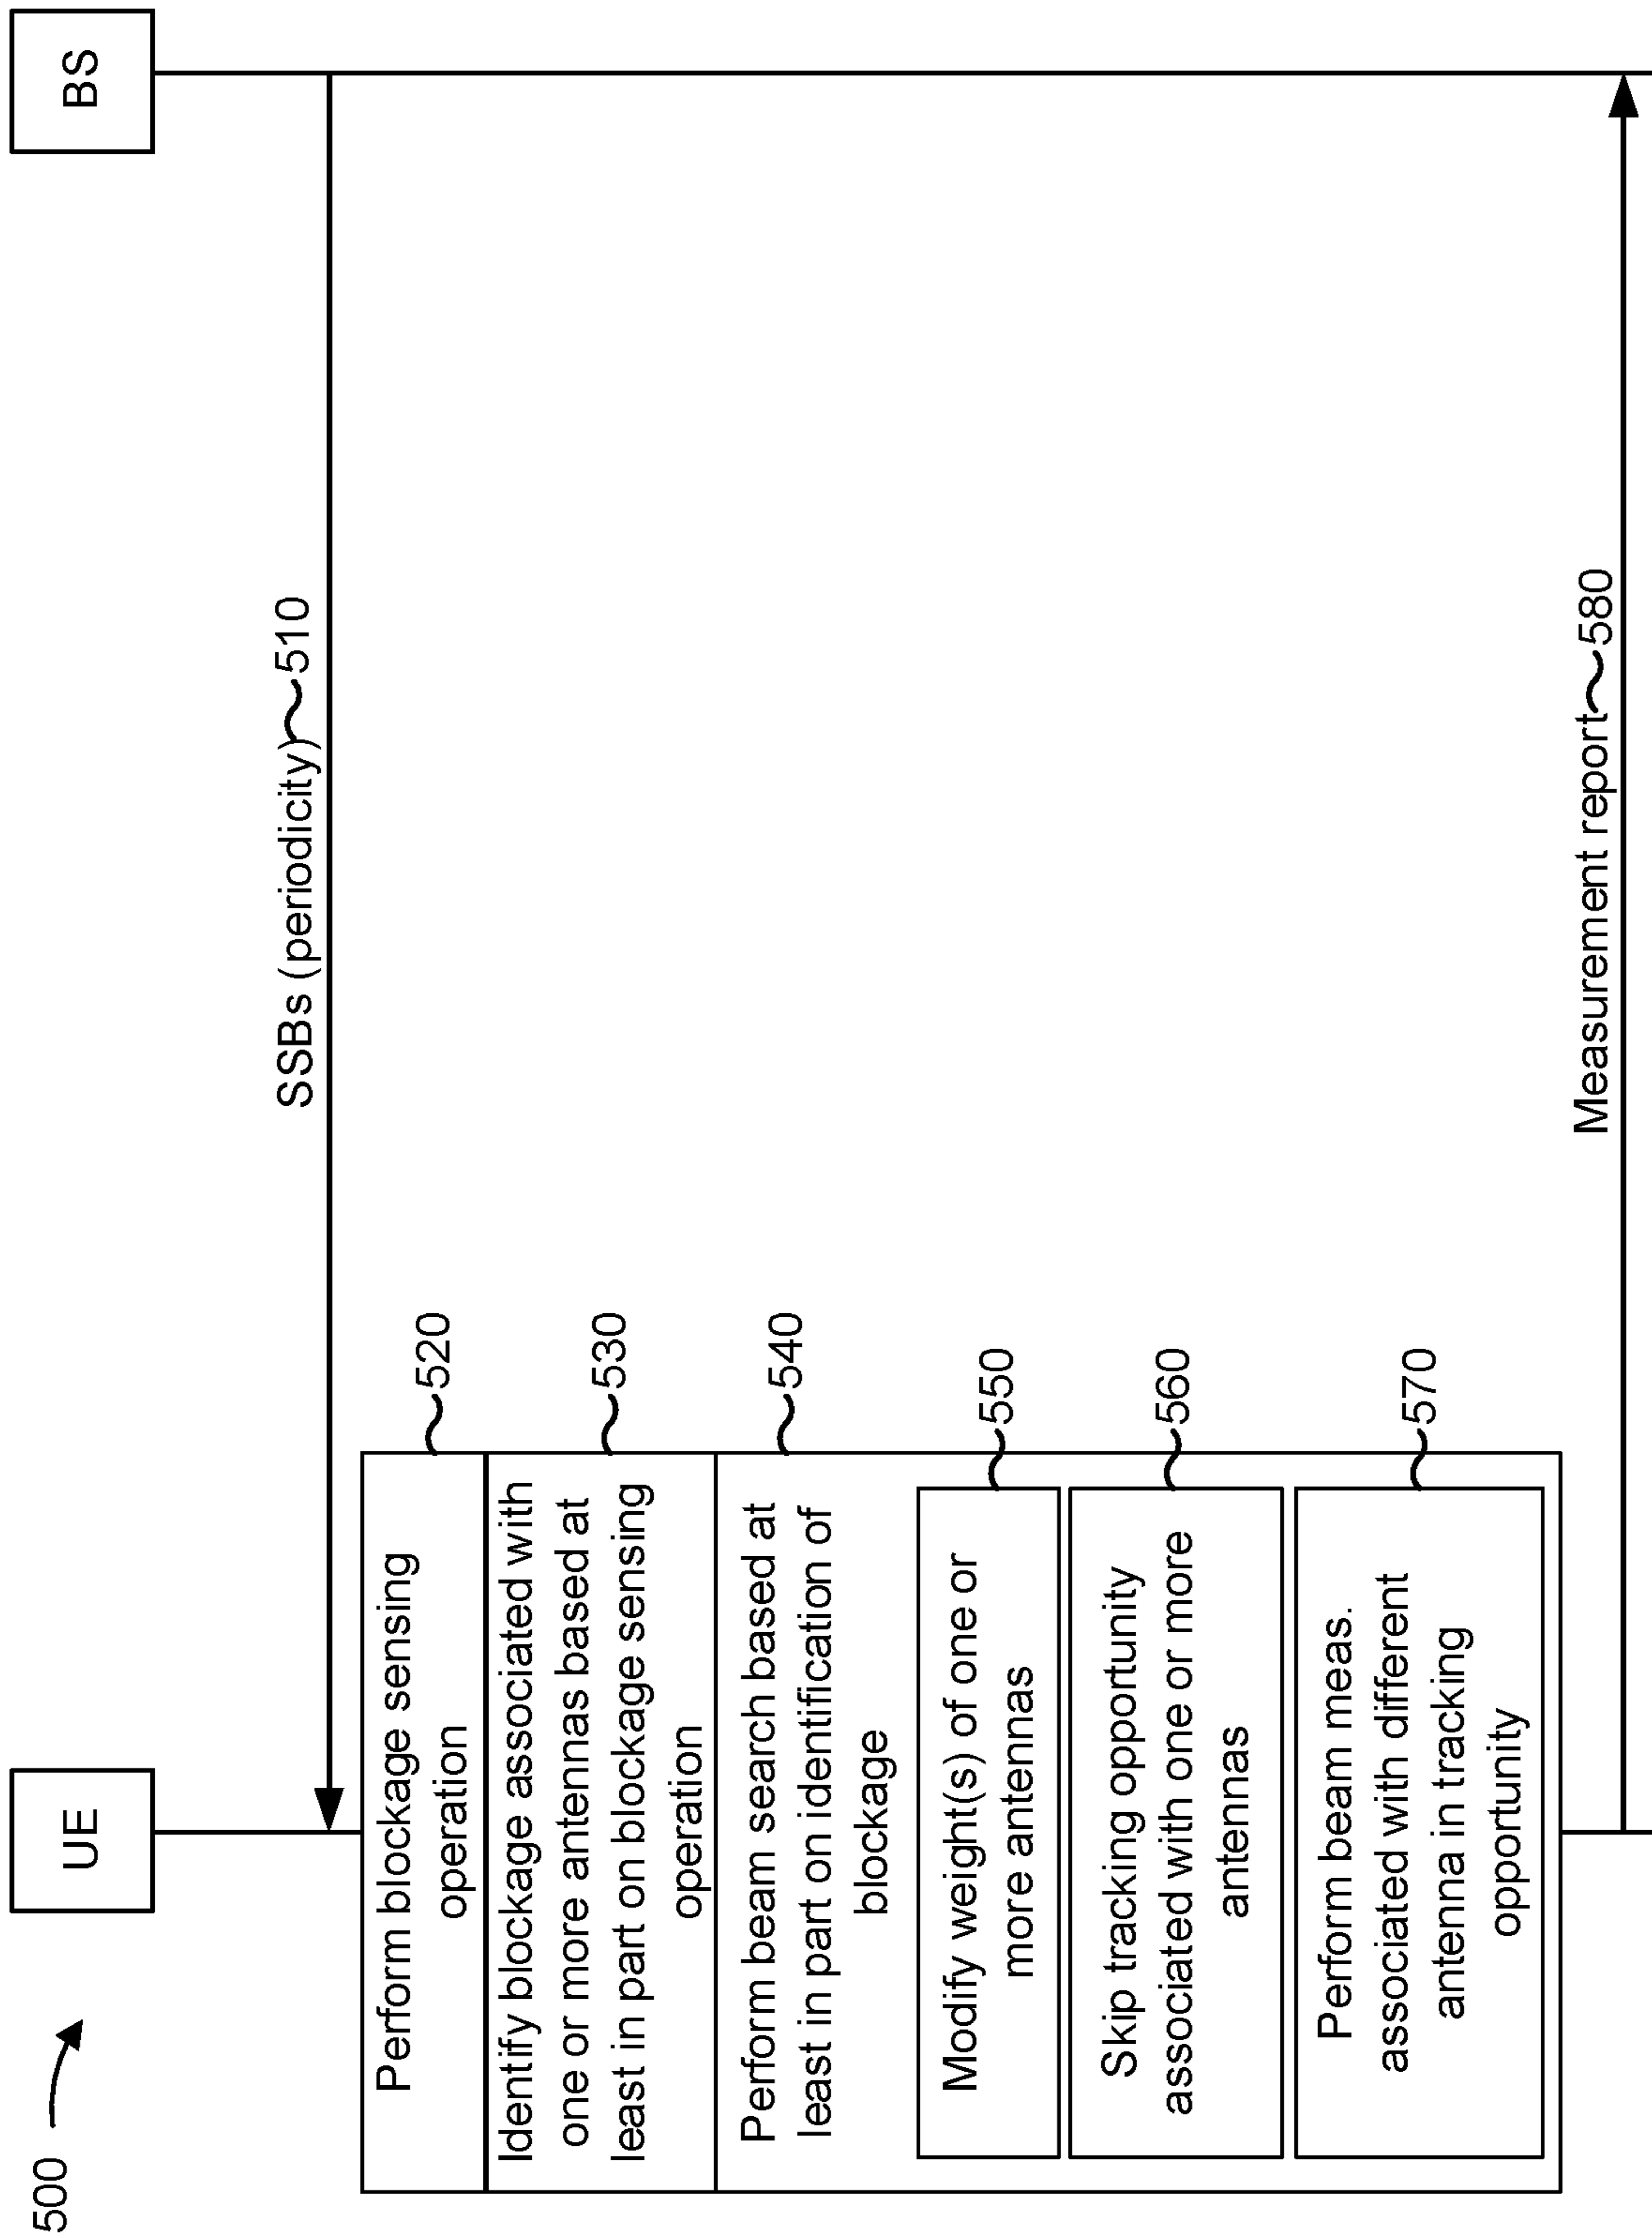 500
UE
BS
SSBs (periodicity) 510
Perform blockage sensing
operation
520
Identify blockage associated with
one or more antennas based at
least in part on blockage sensing
operation
530
Perform beam search based at
least in part on identification of
blockage
540
Modify weight(s) of one or
more antennas
550
Skip tracking opportunity
associated with one or more
antennas
560
Perform beam meas.
associated with different
antenna in tracking
opportunity
570
Measurement report 580